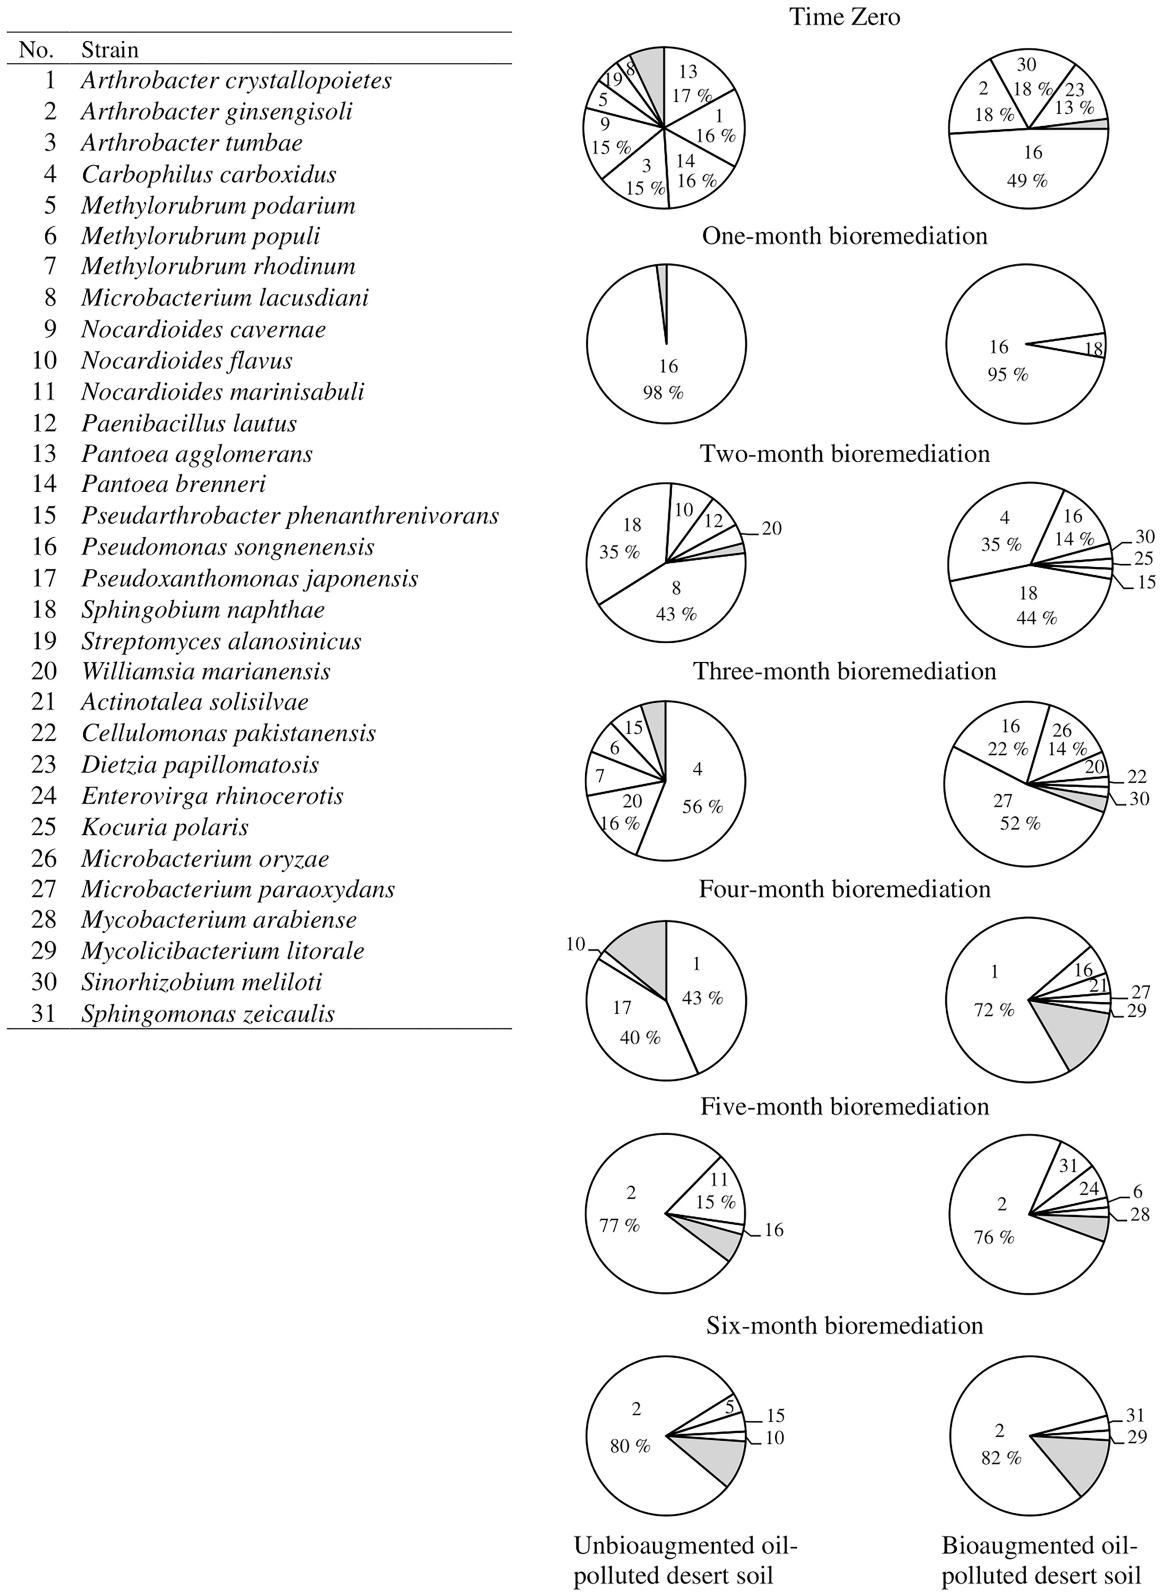 No. Strain
1 Arthrobacter crystallopoietes
2 Arthrobacter ginsengisoli
3 Arthrobacter tumbae
4 Carbophilus carboxidus
5 Methylorubrum podarium
6 Methylorubrum populi
7 Methylorubrum rhodinum
8 Microbacterium lacusdiani
9 Nocardioides cavernae
10 Nocardioides flavus
11 Nocardioides marinisabuli
12 Paenibacillus lautus
13 Pantoea agglomerans
14 Pantoea brenneri
15 Pseudarthrobacter phenanthrenivorans
16 Pseudomonas songnenensis
17 Pseudoxanthomonas japonensis
18 Sphingobium naphthae
19 Streptomyces alanosinicus
20 Williamsia marianensis
21 Actinotalea solisilvae
22 Cellulomonas pakistanensis
23 Dietzia papillomatosis
24 Enterovirga rhinocerotis
25 Kocuria polaris
26 Microbacterium oryzae
27 Microbacterium paraoxydans
28 Mycobacterium arabiense
29 Mycolicibacterium litorale
30 Sinorhizobium meliloti
31 Sphingomonas zeicaulis
Time Zero
13
17 %
1
16 %
14
16 %
3
15 %
9
15 %
5
19
8
30
18 %
23
13 %
2
18 %
16
49 %
One-month bioremediation
16
98 %
16
95 %
18
Two-month bioremediation
18
35 %
10
12
20
8
43 %
4
35 %
16
14 %
30
25
15
18
44 %
Three-month bioremediation
15
6
7
20
16 %
4
56 %
16
22 %
26
14 %
20
22
30
27
52 %
Four-month bioremediation
10
1
43 %
17
40 %
1
72 %
16
21
27
29
Five-month bioremediation
2
77 %
11
15 %
16
2
76 %
31
24
6
28
Six-month bioremediation
2
80 %
5
15
10
2
82 %
31
29
Unbioaugmented oil-
polluted desert soil
Bioaugmented oil-
polluted desert soil